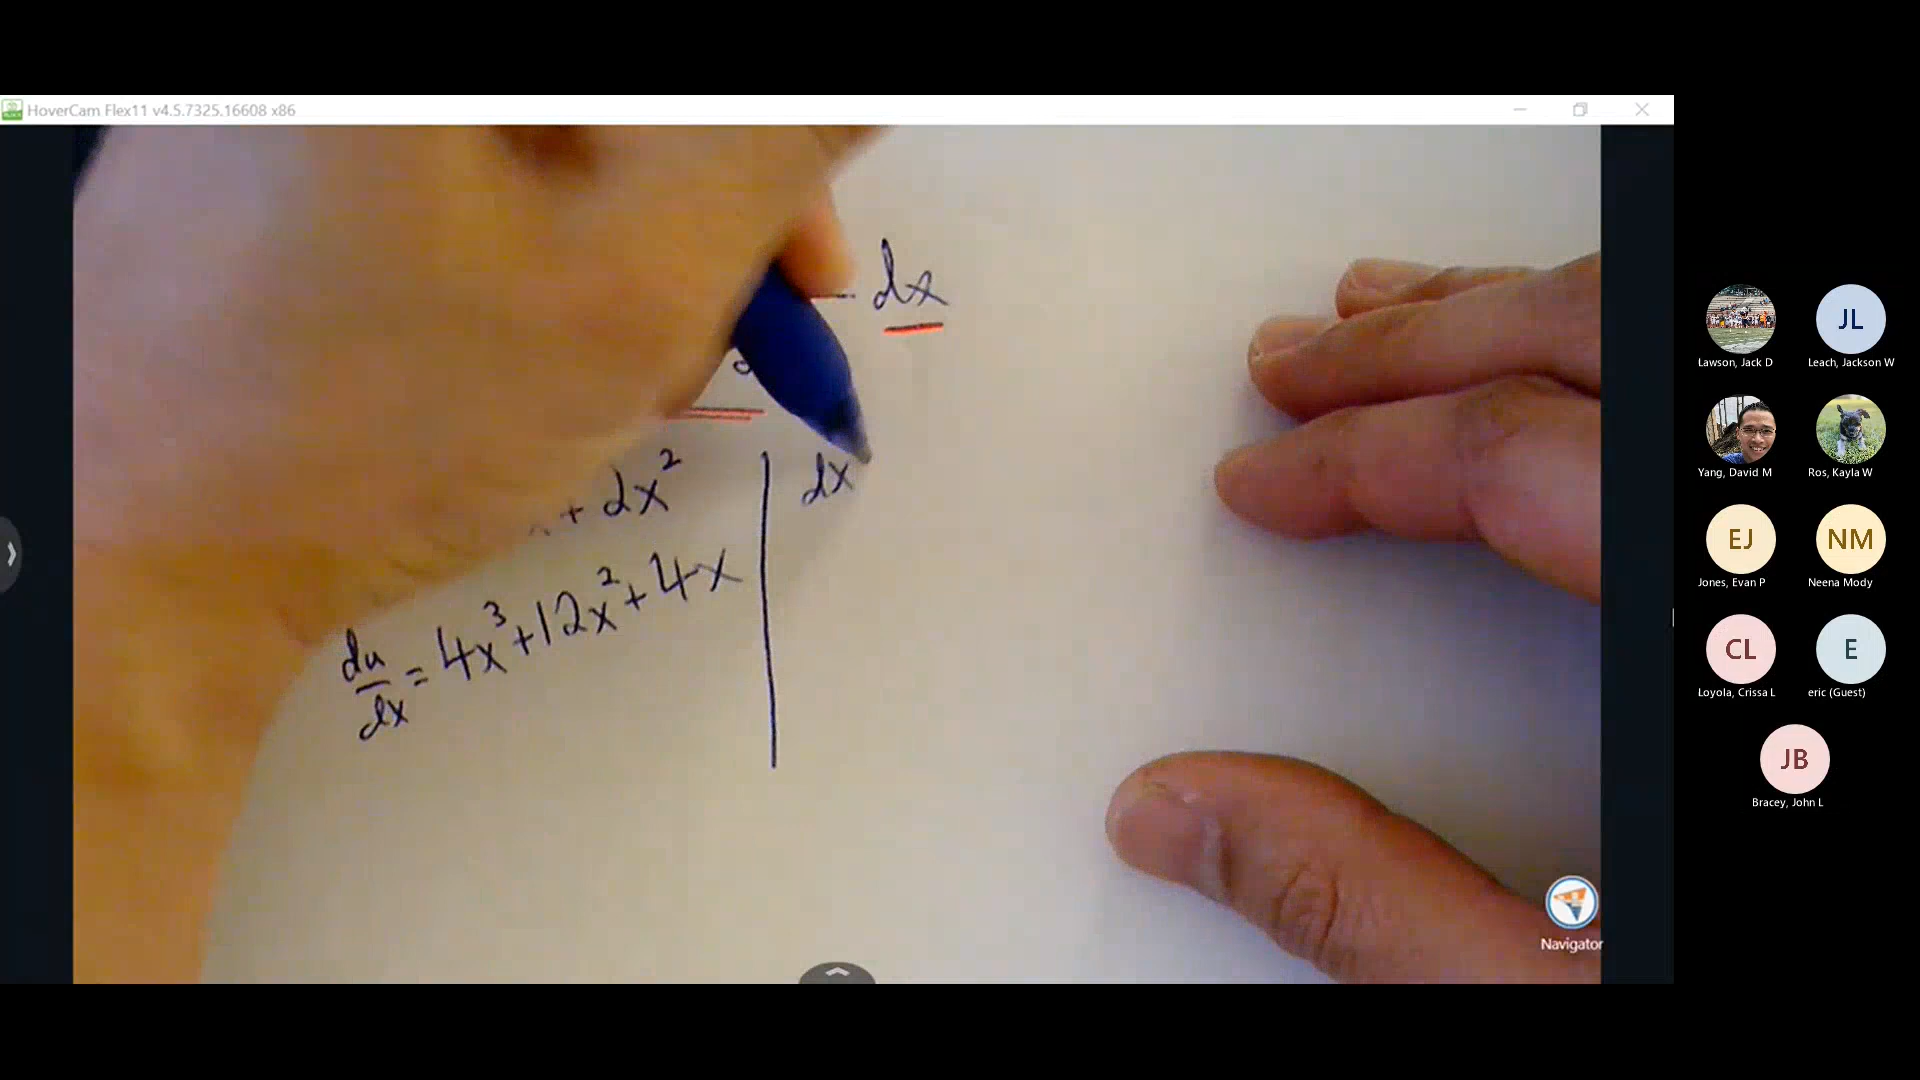 HoverCam Flex11 v4.5.7325.16608 x86
dx
+ 2x²
dx
du/dx = 4x³ + 12x² + 4x
Lawson, Jack D
JL
Leach, Jackson W
Yang, David M
Ros, Kayla W
EJ
Jones, Evan P
NM
Neena Mody
CL
Loyola, Crissa L
E
eric (Guest)
JB
Bracey, John L
Navigator